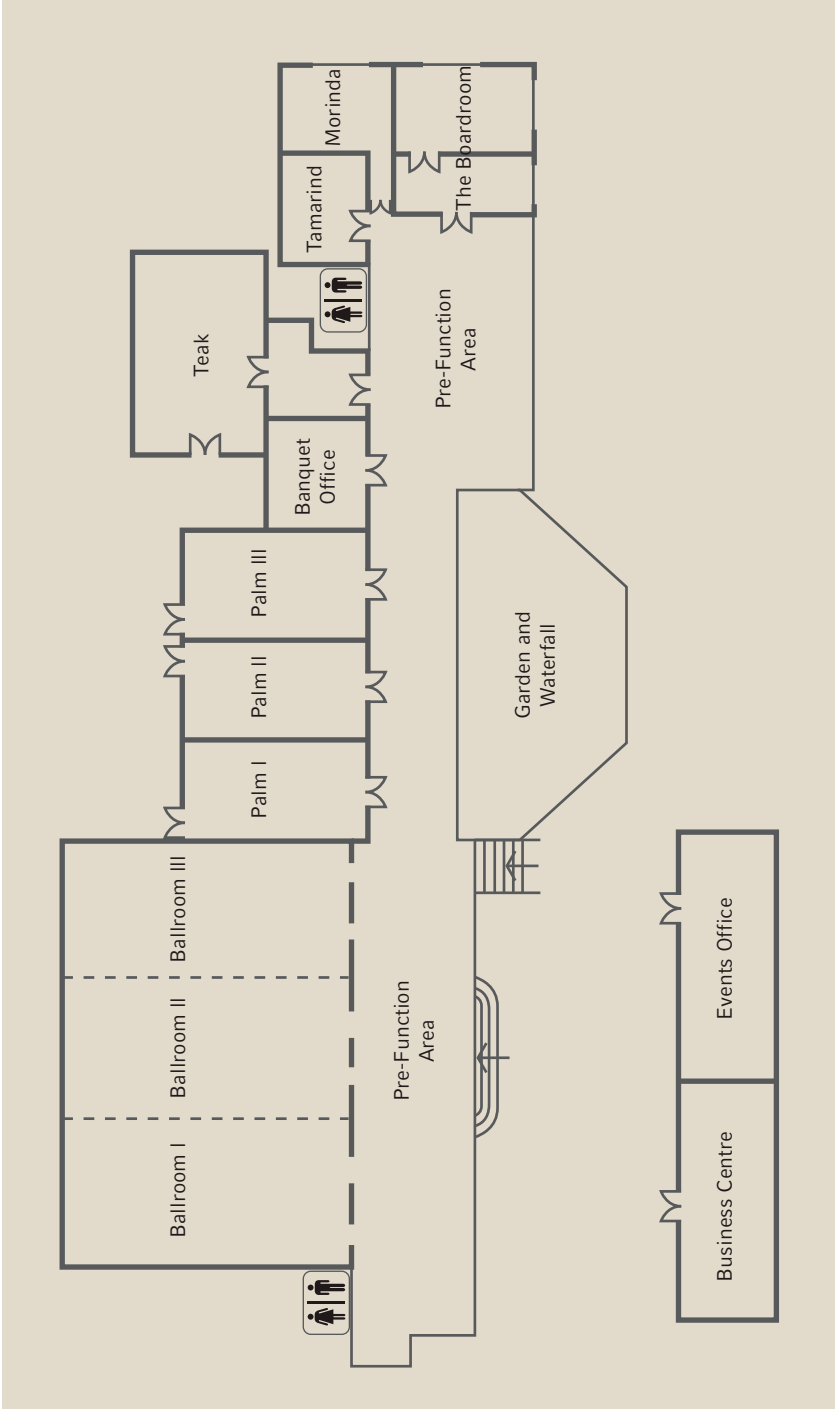 Morinda
The Boardroom
Tamarind
Pre-Function
Area
Teak
Banquet
Office
Palm III
Palm II
Palm I
Garden and
Waterfall
Ballroom III
Ballroom II
Ballroom I
Pre-Function
Area
Events Office
Business Centre